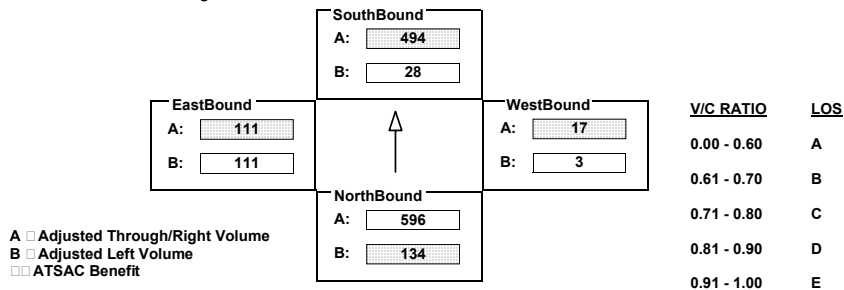 SouthBound
A: 494
B: 28
EastBound
A: 111
B: 111
WestBound
A: 17
B: 3
NorthBound
A: 596
B: 134
A □ Adjusted Through/Right Volume
B □ Adjusted Left Volume
□□ ATSAC Benefit
V/C RATIO LOS
0.00 - 0.60 A
0.61 - 0.70 B
0.71 - 0.80 C
0.81 - 0.90 D
0.91 - 1.00 E